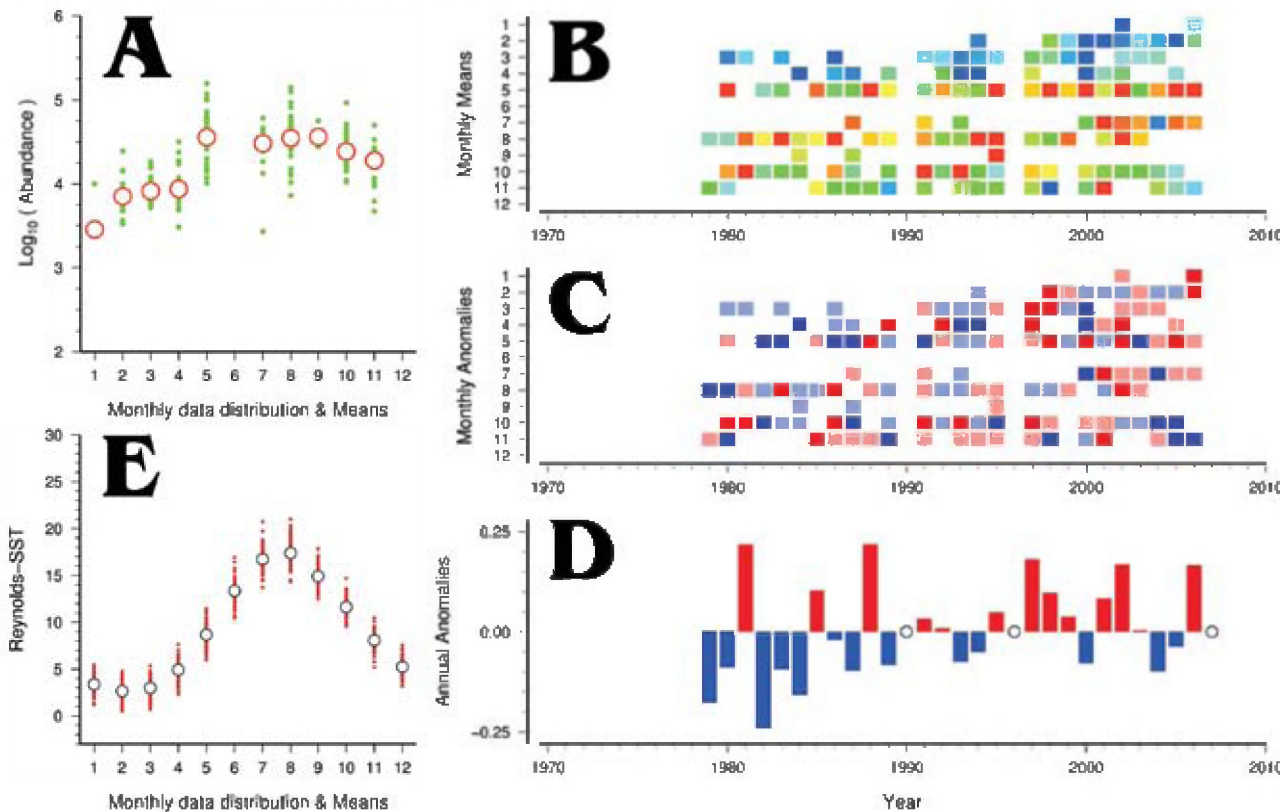 A
6
5
4
3
2
Log10 ( Abundance )
1 2 3 4 5 6 7 8 9 10 11 12
Monthly data distribution & Means
B
Monthly Means
1
2
3
4
5
6
7
8
9
10
11
12
1970 1980 1990 2000 2010
C
Monthly Anomalies
1
2
3
4
5
6
7
8
9
10
11
12
1970 1980 1990 2000 2010
E
30
25
20
15
10
5
0
Reynolds-SST
1 2 3 4 5 6 7 8 9 10 11 12
Monthly data distribution & Means
D
0.25
0.00
-0.25
Annual Anomalies
1970 1980 1990 2000 2010
Year